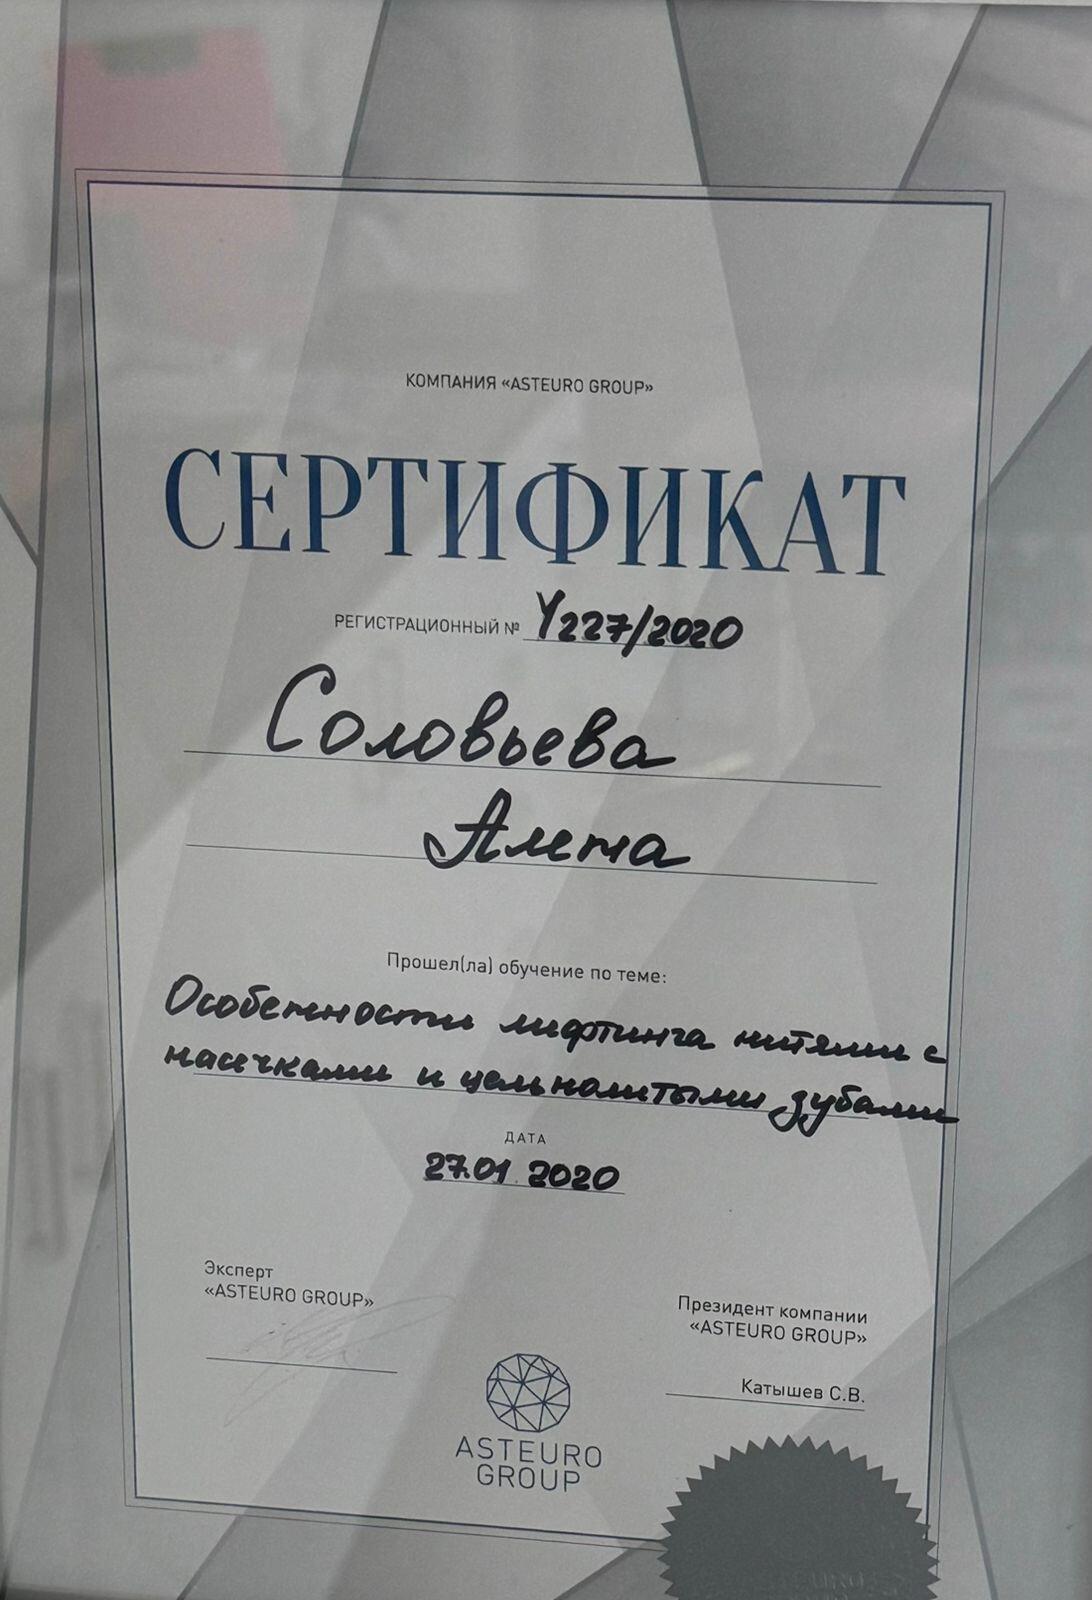 КОМПАНИЯ «ASTEURO GROUP»
СЕРТИФИКАТ
РЕГИСТРАЦИОННЫЙ № У227/2020
Соловьева
Алена
Прошел(ла) обучение по теме:
Особенности лифтинга нитями с
насечками и цельнолитыми зубами
ДАТА
27.01.2020
Эксперт
«ASTEURO GROUP»
Президент компании
«ASTEURO GROUP»
Катышев С.В.
ASTEURO
GROUP